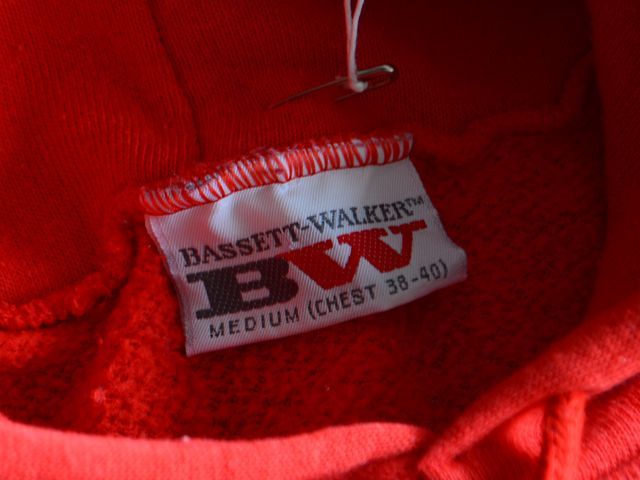 BASSETT-WALKER™
BW
MEDIUM (CHEST 38-40)